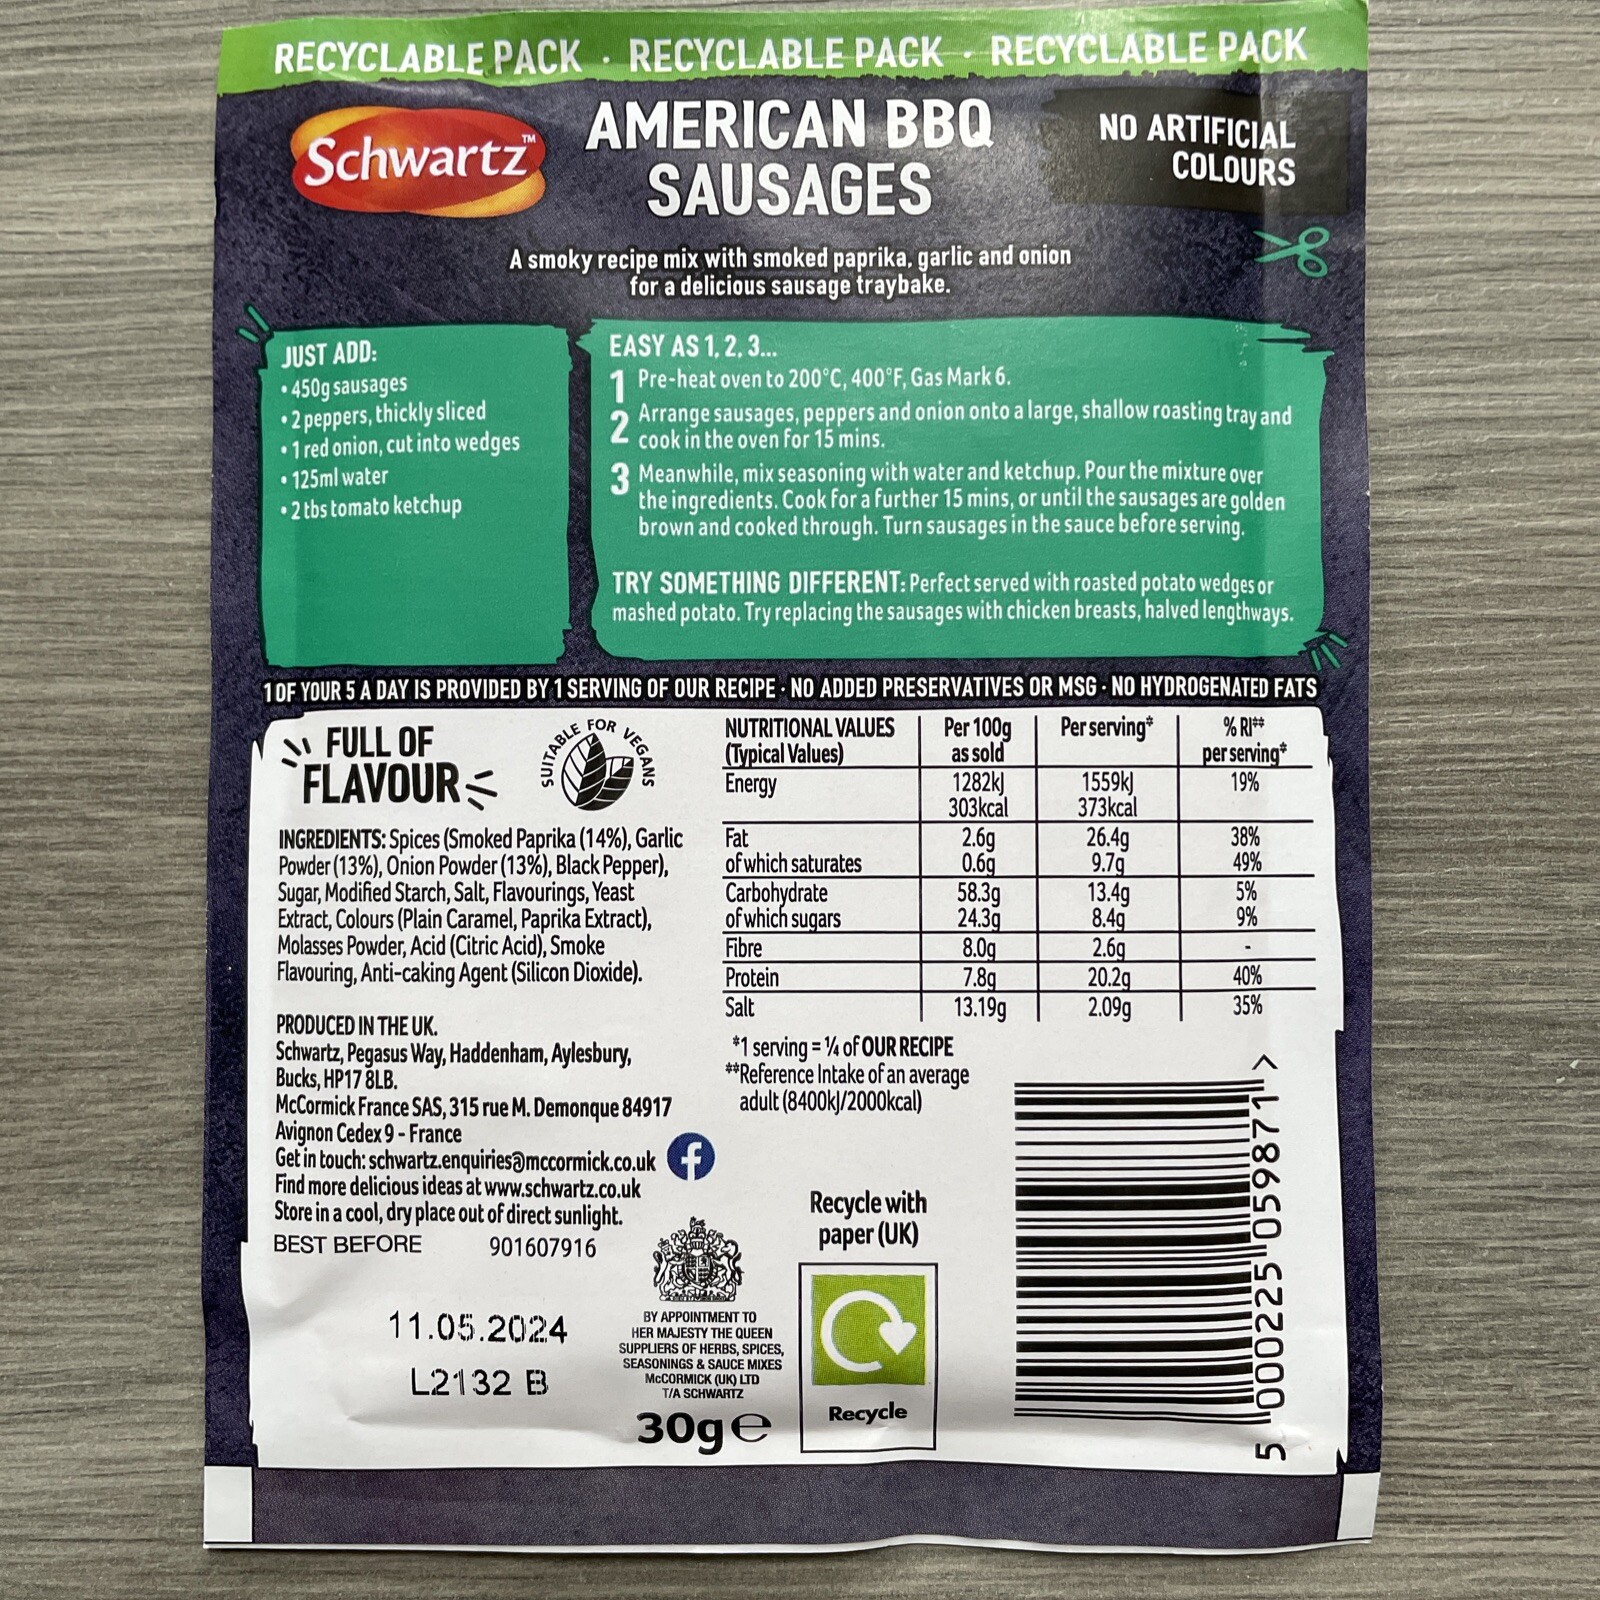 RECYCLABLE PACK · RECYCLABLE PACK · RECYCLABLE PACK
Schwartz™
AMERICAN BBQ
SAUSAGES
NO ARTIFICIAL
COLOURS
A smoky recipe mix with smoked paprika, garlic and onion
for a delicious sausage traybake.
JUST ADD:
• 450g sausages
• 2 peppers, thickly sliced
• 1 red onion, cut into wedges
• 125ml water
• 2 tbs tomato ketchup
EASY AS 1, 2, 3...
1 Pre-heat oven to 200°C, 400°F, Gas Mark 6.
2 Arrange sausages, peppers and onion onto a large, shallow roasting tray and
cook in the oven for 15 mins.
3 Meanwhile, mix seasoning with water and ketchup. Pour the mixture over
the ingredients. Cook for a further 15 mins, or until the sausages are golden
brown and cooked through. Turn sausages in the sauce before serving.
TRY SOMETHING DIFFERENT: Perfect served with roasted potato wedges or
mashed potato. Try replacing the sausages with chicken breasts, halved lengthways.
1 OF YOUR 5 A DAY IS PROVIDED BY 1 SERVING OF OUR RECIPE · NO ADDED PRESERVATIVES OR MSG · NO HYDROGENATED FATS
FULL OF
FLAVOUR
SUITABLE FOR VEGANS
INGREDIENTS: Spices (Smoked Paprika (14%), Garlic
Powder (13%), Onion Powder (13%), Black Pepper),
Sugar, Modified Starch, Salt, Flavourings, Yeast
Extract, Colours (Plain Caramel, Paprika Extract),
Molasses Powder, Acid (Citric Acid), Smoke
Flavouring, Anti-caking Agent (Silicon Dioxide).
PRODUCED IN THE UK.
Schwartz, Pegasus Way, Haddenham, Aylesbury,
Bucks, HP17 8LB.
McCormick France SAS, 315 rue M. Demonque 84917
Avignon Cedex 9 - France
Get in touch: schwartz.enquiries@mccormick.co.uk
Find more delicious ideas at www.schwartz.co.uk
Store in a cool, dry place out of direct sunlight.
BEST BEFORE 901607916
11.05.2024
L2132 B
NUTRITIONAL VALUES Per 100g Per serving* % RI**
(Typical Values) as sold per serving*
Energy 1282kJ 1559kJ 19%
303kcal 373kcal
Fat 2.6g 26.4g 38%
of which saturates 0.6g 9.7g 49%
Carbohydrate 58.3g 13.4g 5%
of which sugars 24.3g 8.4g 9%
Fibre 8.0g 2.6g -
Protein 7.8g 20.2g 40%
Salt 13.19g 2.09g 35%
*1 serving = ¼ of OUR RECIPE
**Reference Intake of an average
adult (8400kJ/2000kcal)
f
BY APPOINTMENT TO
HER MAJESTY THE QUEEN
SUPPLIERS OF HERBS, SPICES,
SEASONINGS & SAUCE MIXES
McCORMICK (UK) LTD
T/A SCHWARTZ
30g e
Recycle with
paper (UK)
Recycle
5 000225 059871 >